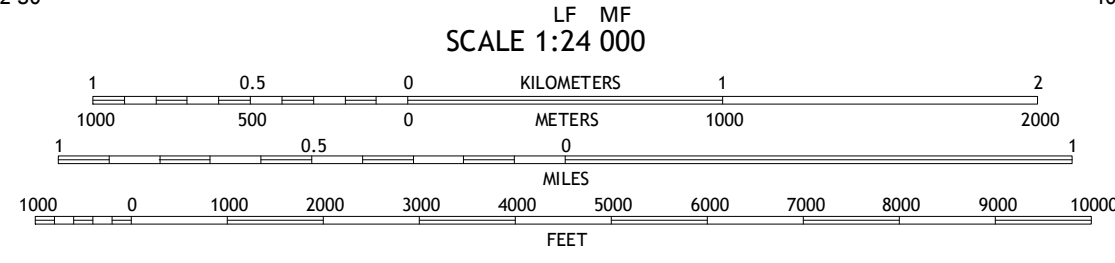 LF MF
SCALE 1:24 000
1 0.5 0 KILOMETERS 1 2
1000 500 0 METERS 1000 2000
1 0.5 0 1
MILES
1000 0 1000 2000 3000 4000 5000 6000 7000 8000 9000 10000
FEET